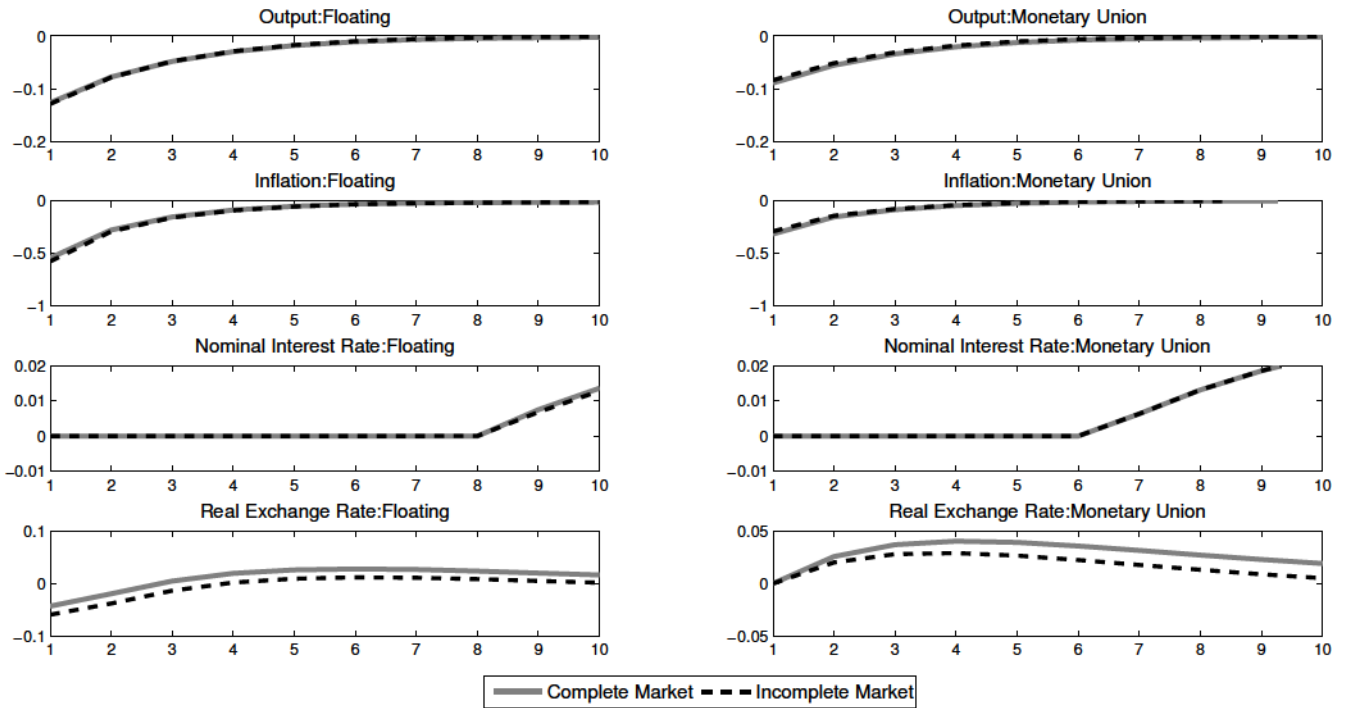 Output:Floating
0
−0.1
−0.2
1 2 3 4 5 6 7 8 9 10
Output:Monetary Union
0
−0.1
−0.2
1 2 3 4 5 6 7 8 9 10
Inflation:Floating
0
−0.5
−1
1 2 3 4 5 6 7 8 9 10
Inflation:Monetary Union
0
−0.5
−1
1 2 3 4 5 6 7 8 9 10
Nominal Interest Rate:Floating
0.02
0.01
0
−0.01
1 2 3 4 5 6 7 8 9 10
Nominal Interest Rate:Monetary Union
0.02
0.01
0
−0.01
1 2 3 4 5 6 7 8 9 10
Real Exchange Rate:Floating
0.1
0
−0.1
1 2 3 4 5 6 7 8 9 10
Real Exchange Rate:Monetary Union
0.05
0
−0.05
1 2 3 4 5 6 7 8 9 10
Complete Market Incomplete Market